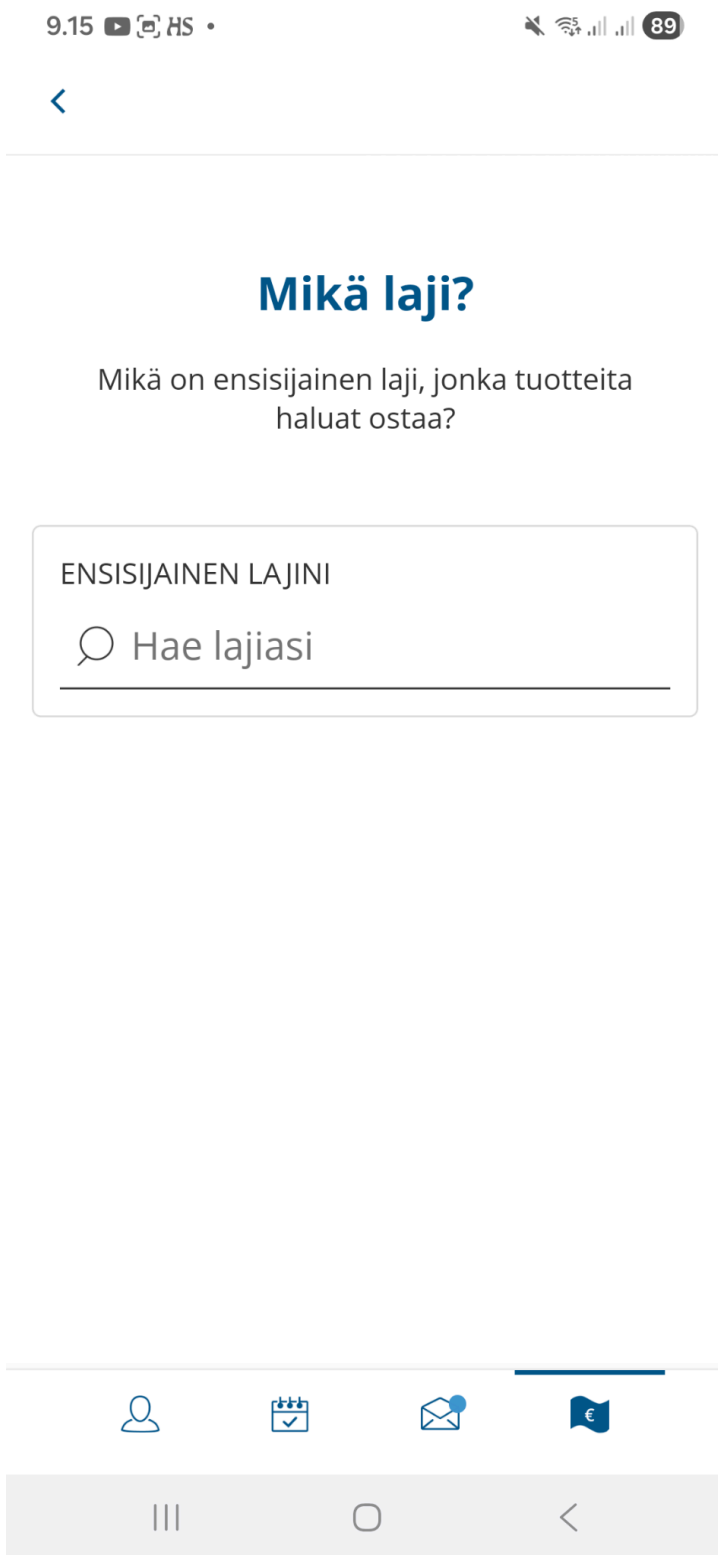 9.15 HS
89
Mikä laji?
Mikä on ensisijainen laji, jonka tuotteita
haluat ostaa?
ENSISIJAINEN LAJINI
Hae lajiasi
€